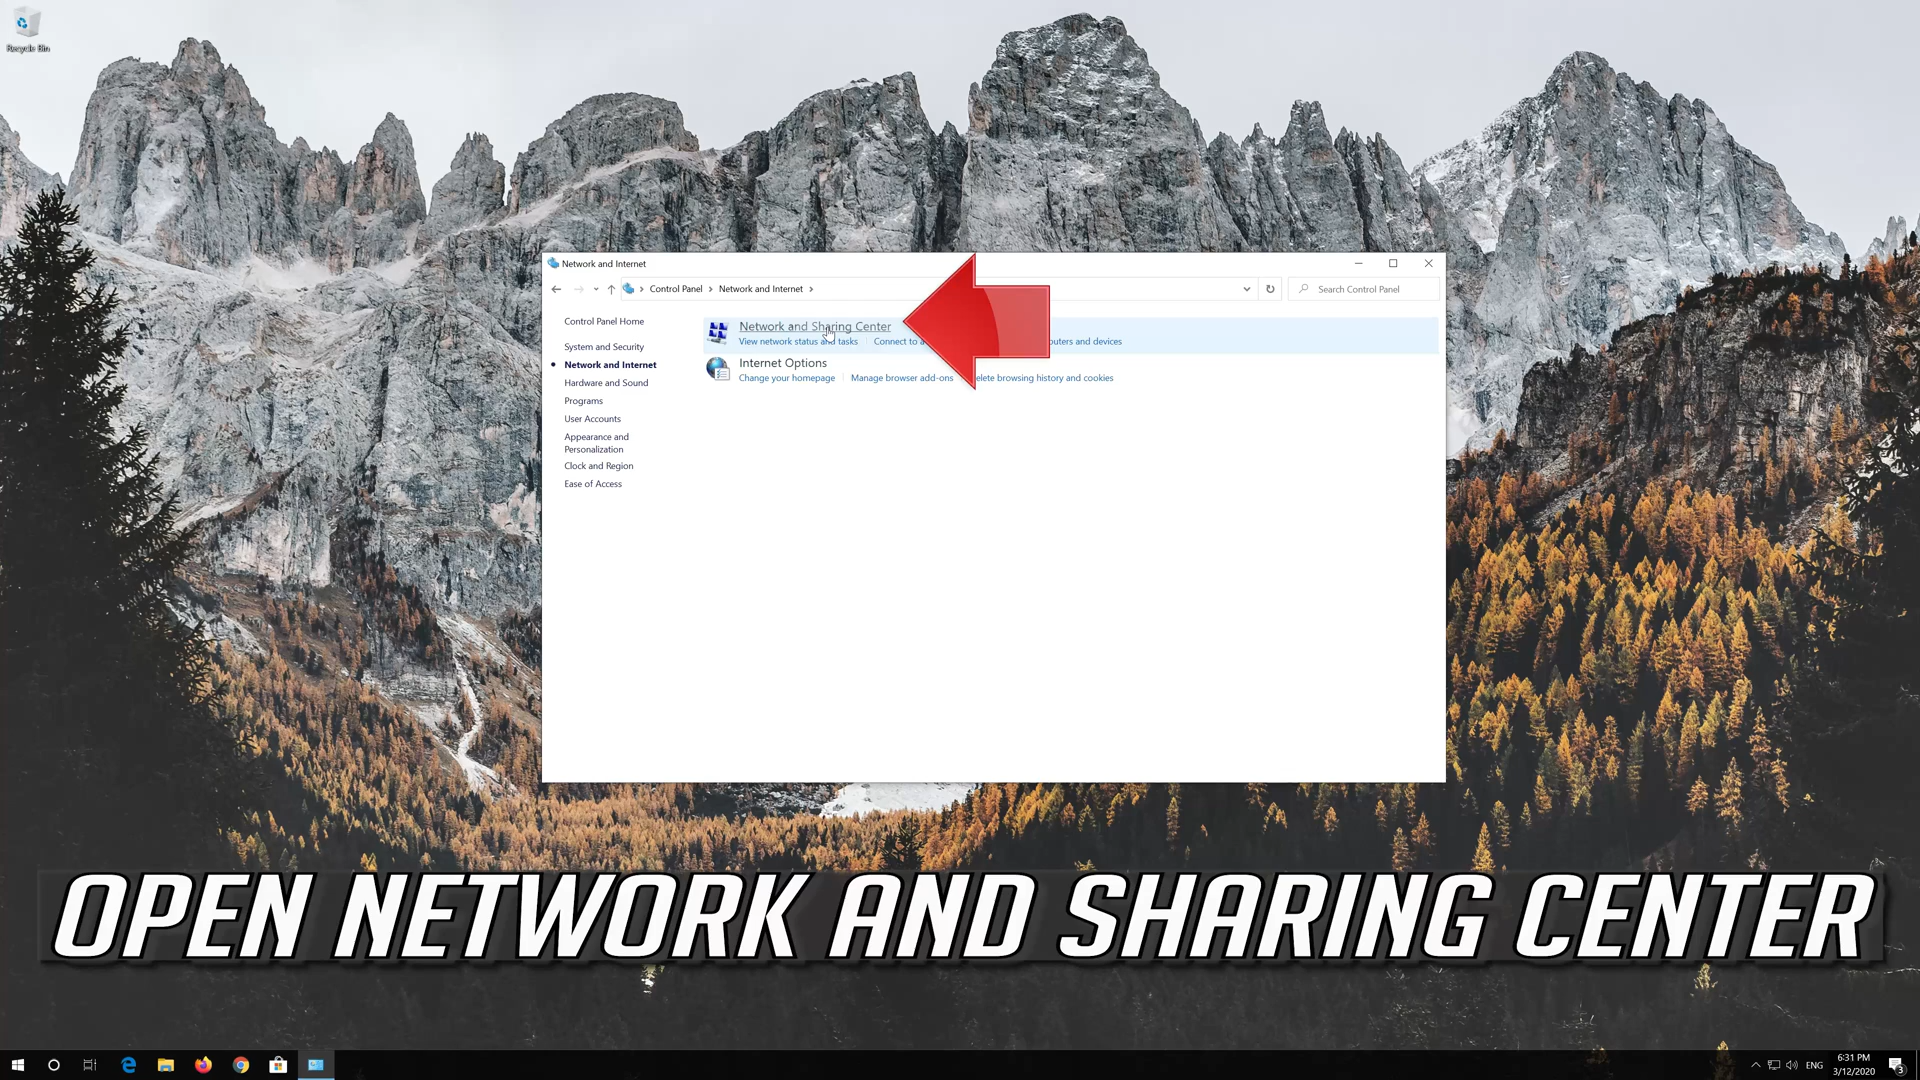 Recycle Bin
Network and Internet
Control Panel > Network and Internet >
Search Control Panel
Control Panel Home
System and Security
Network and Internet
Hardware and Sound
Programs
User Accounts
Appearance and
Personalization
Clock and Region
Ease of Access
Network and Sharing Center
View network status and tasks
Connect to a
and devices
Internet Options
Change your homepage
Manage browser add-ons
browsing history and cookies
OPEN NETWORK AND SHARING CENTER
ENG
6:31 PM
3/12/2020
3